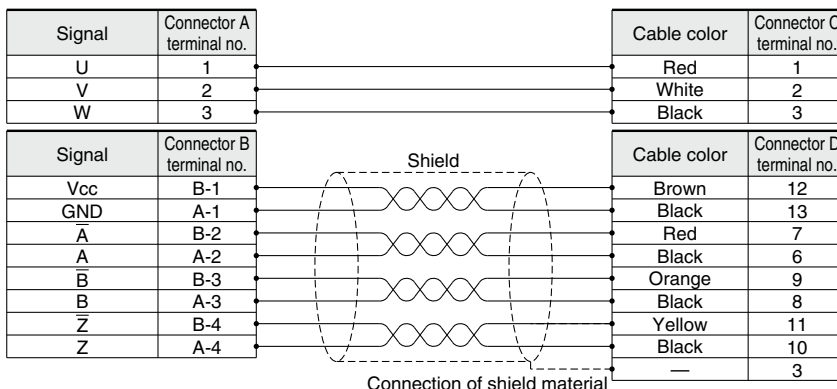 Signal Connector A terminal no. Cable color Connector C terminal no.
U 1 Red 1
V 2 White 2
W 3 Black 3
Signal Connector B terminal no. Shield Cable color Connector D terminal no.
Vcc B-1 Brown 12
GND A-1 Black 13
A̅ B-2 Red 7
A A-2 Black 6
B̅ B-3 Orange 9
B A-3 Black 8
Z̅ B-4 Yellow 11
Z A-4 Black 10
Connection of shield material — 3